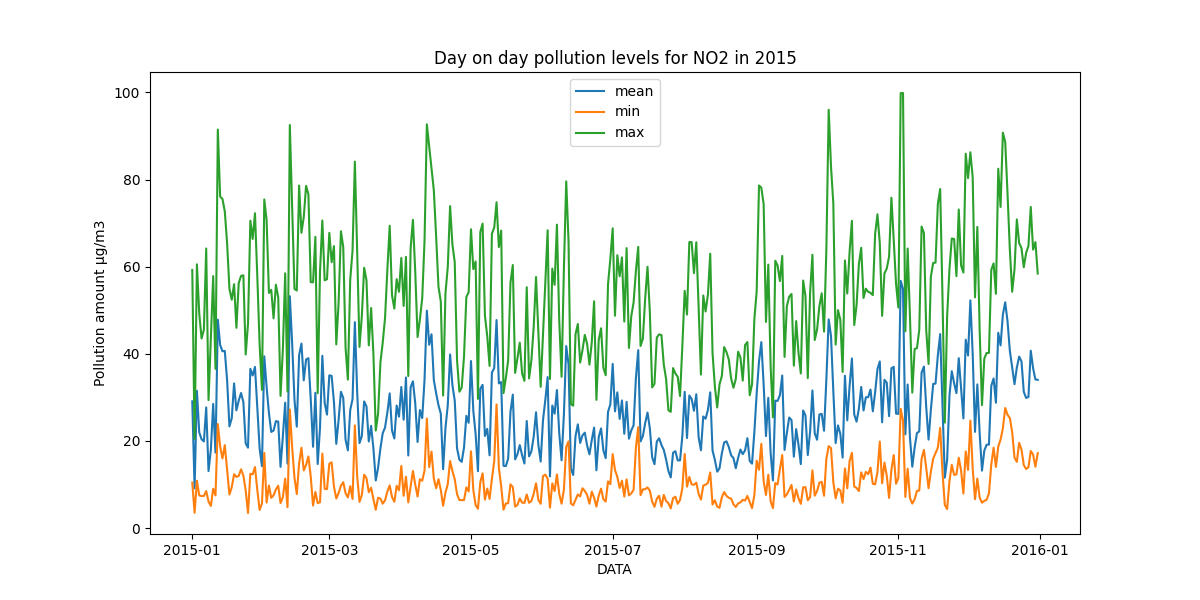 Day on day pollution levels for NO2 in 2015
mean
min
max
Pollution amount µg/m3
100
80
60
40
20
0
2015-01
2015-03
2015-05
2015-07
2015-09
2015-11
2016-01
DATA